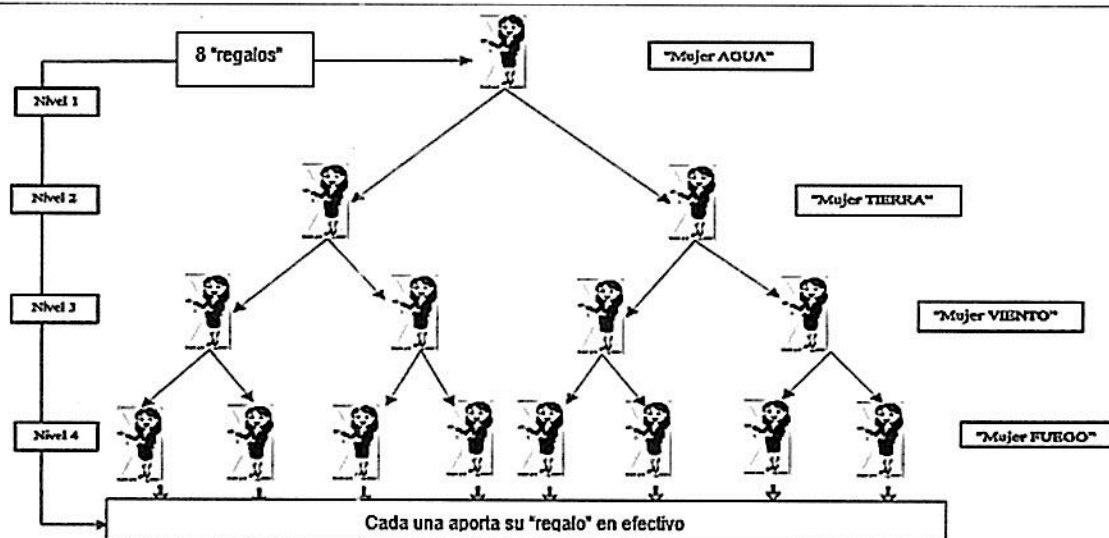 8 "regalos"
"Mujer AGUA"
Nivel 1
Nivel 2
"Mujer TIERRA"
Nivel 3
"Mujer VIENTO"
Nivel 4
"Mujer FUEGO"
Cada una aporta su "regalo" en efectivo